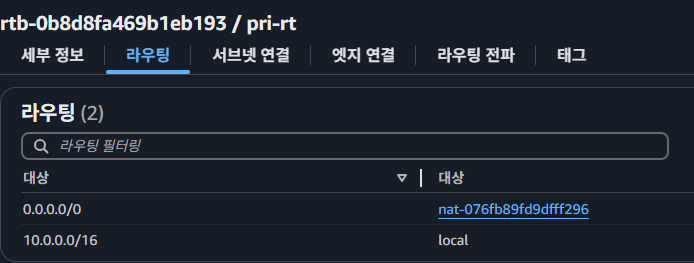 rtb-0b8d8fa469b1eb193 / pri-rt
세부 정보 라우팅 서브넷 연결 엣지 연결 라우팅 전파 태그
라우팅 (2)
라우팅 필터링
대상 대상
0.0.0.0/0 nat-076fb89fd9dfff296
10.0.0.0/16 local